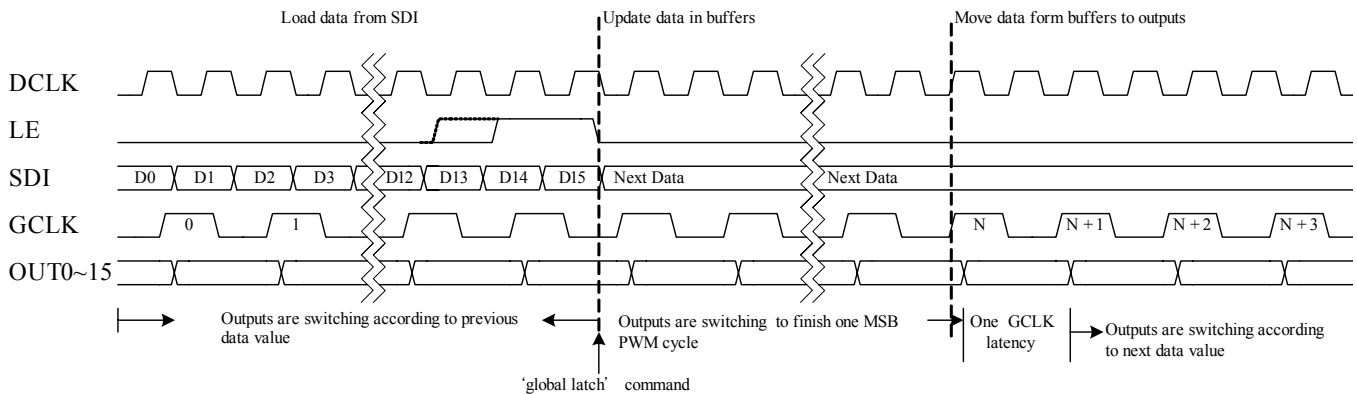 Load data from SDI
Update data in buffers
Move data form buffers to outputs
DCLK
LE
SDI
D0 D1 D2 D3 D12 D13 D14 D15 Next Data Next Data
GCLK
0 1 N N + 1 N + 2 N + 3
OUT0~15
Outputs are switching according to previous
data value
Outputs are switching to finish one MSB
PWM cycle
One GCLK
latency
Outputs are switching according
to next data value
‘global latch’ command